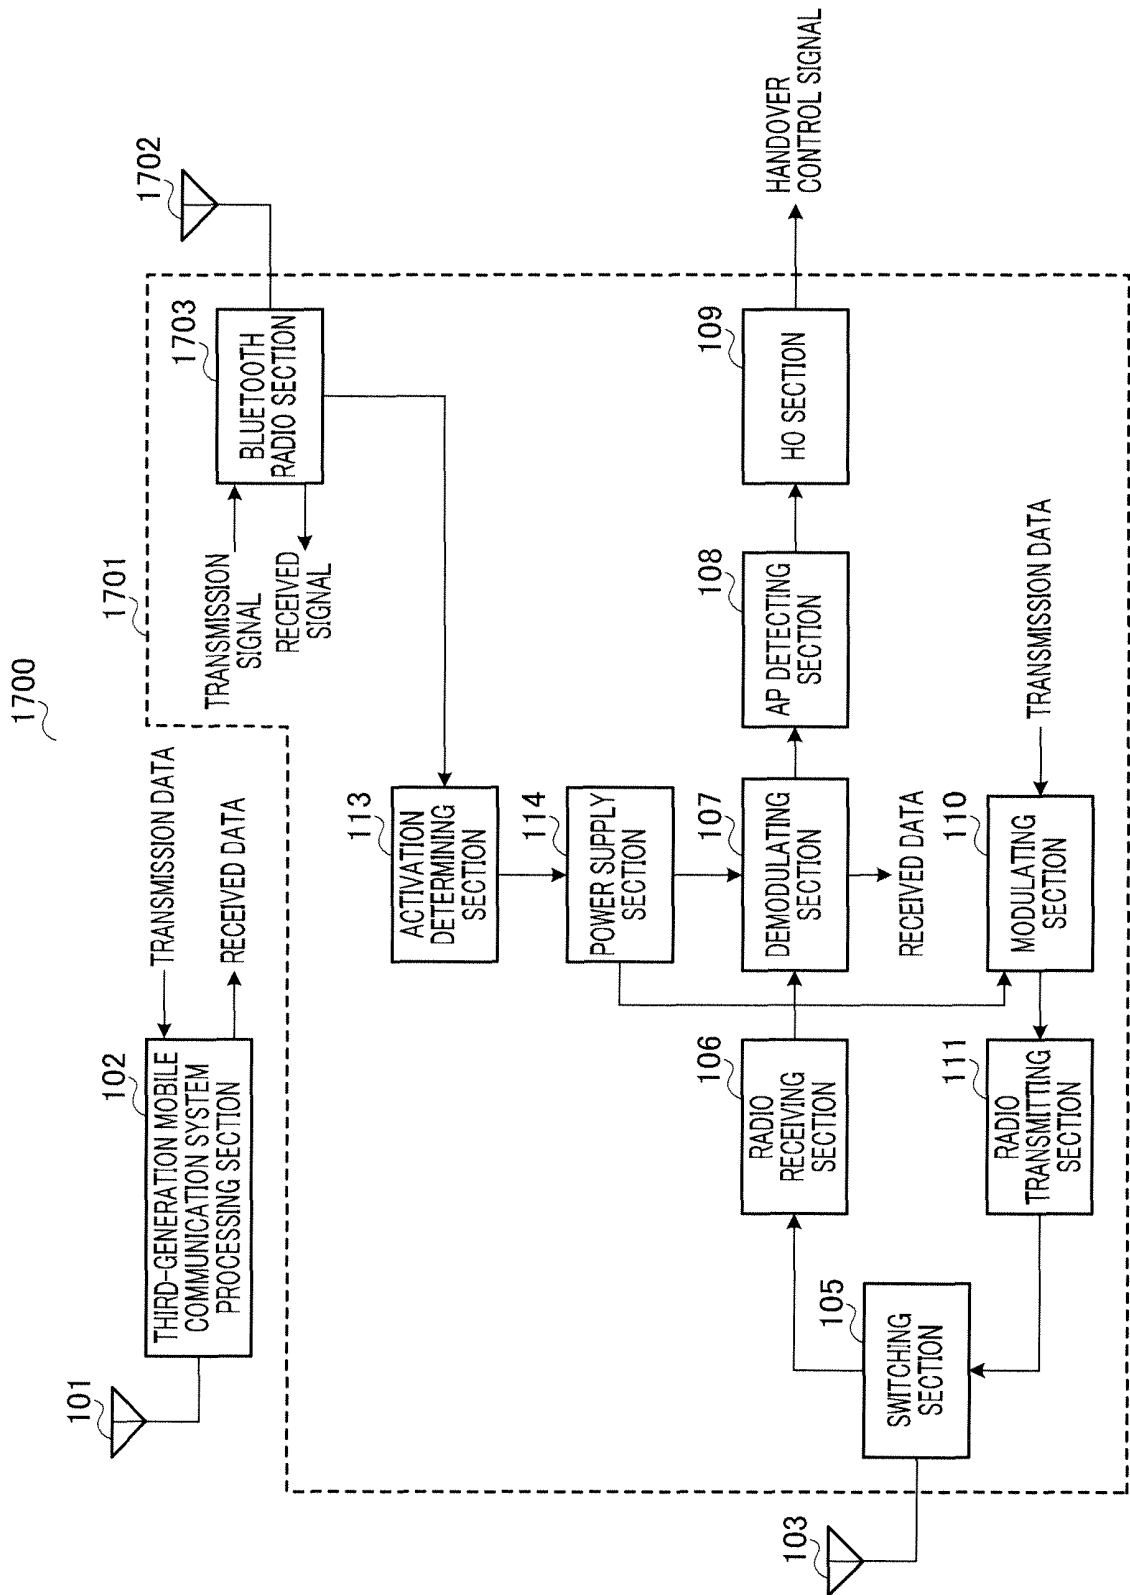 1700
101
102
THIRD-GENERATION MOBILE
COMMUNICATION SYSTEM
PROCESSING SECTION
TRANSMISSION DATA
RECEIVED DATA
1701
1702
1703
BLUETOOTH
RADIO SECTION
TRANSMISSION
SIGNAL
RECEIVED
SIGNAL
113
ACTIVATION
DETERMINING
SECTION
114
POWER SUPPLY
SECTION
103
105
SWITCHING
SECTION
106
RADIO
RECEIVING
SECTION
107
DEMODULATING
SECTION
108
AP DETECTING
SECTION
109
HO SECTION
HANDOVER
CONTROL SIGNAL
RECEIVED DATA
111
RADIO
TRANSMITTING
SECTION
110
MODULATING
SECTION
TRANSMISSION DATA